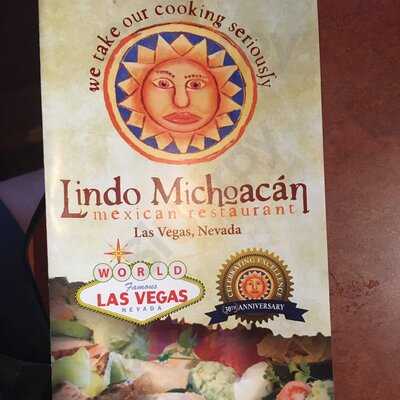 we take our cooking seriously
Lindo Michoacán
mexican restaurant
Las Vegas, Nevada
WORLD
Famous
LAS VEGAS
NEVADA
CELEBRATING EXCELLENCE
30TH ANNIVERSARY